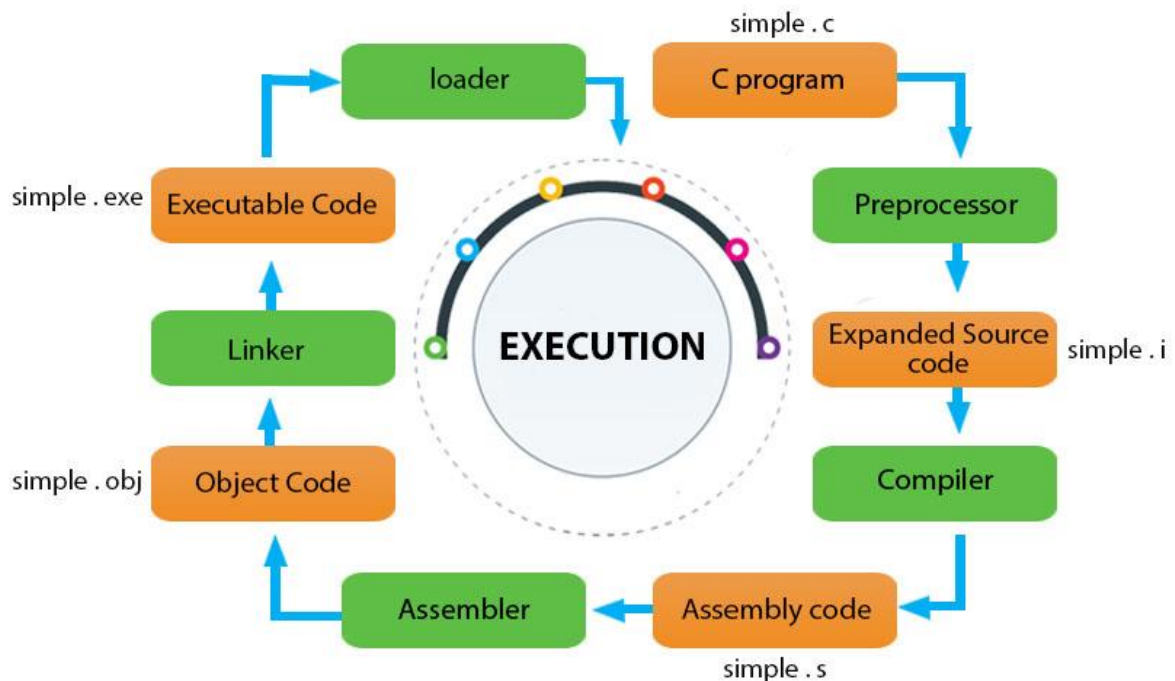 simple . c
C program
Preprocessor
Expanded Source
code
simple . i
Compiler
Assembly code
simple . s
Assembler
Object Code
simple . obj
Linker
Executable Code
simple . exe
loader
EXECUTION